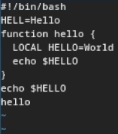 #!/bin/bash
HELL=Hello
function hello {
LOCAL HELLO=World
echo $HELLO
}
echo $HELLO
hello
~
~